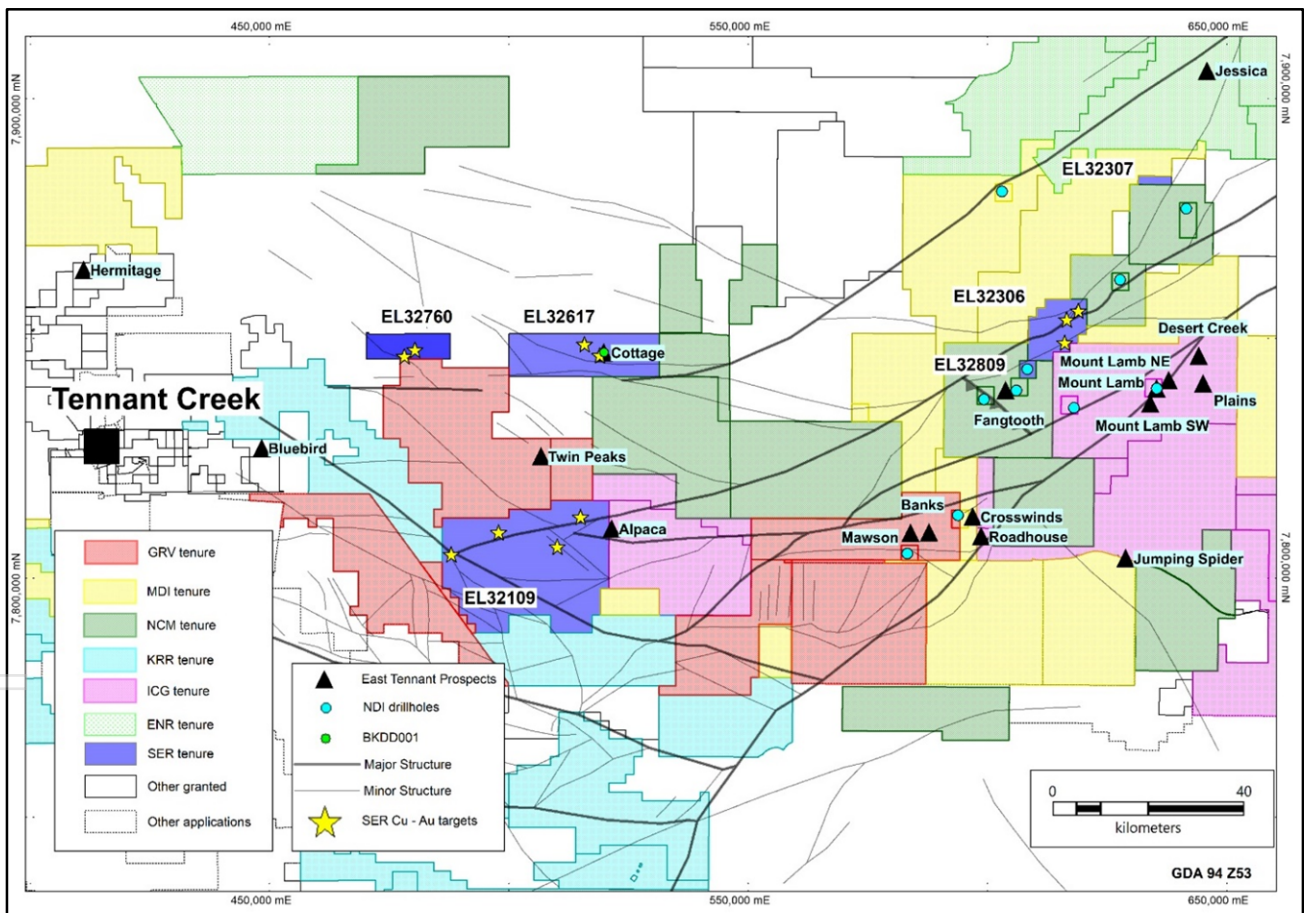 450,000 mE
550,000 mE
650,000 mE
7,900,000 mN
7,900,000 mN
Jessica
EL32307
Hermitage
EL32760
EL32617
EL32306
Cottage
Desert Creek
EL32809
Mount Lamb NE
Mount Lamb
Plains
Tennant Creek
Fangtooth
Mount Lamb SW
Bluebird
Twin Peaks
Banks
Crosswinds
Alpaca
Mawson
Roadhouse
Jumping Spider
7,800,000 mN
7,800,000 mN
EL32109
GRV tenure
MDI tenure
NCM tenure
KRR tenure
ICG tenure
ENR tenure
SER tenure
Other granted
Other applications
East Tennant Prospects
NDI drillholes
BKDD001
Major Structure
Minor Structure
SER Cu - Au targets
0 20 40
kilometers
GDA 94 Z53
450,000 mE
550,000 mE
650,000 mE